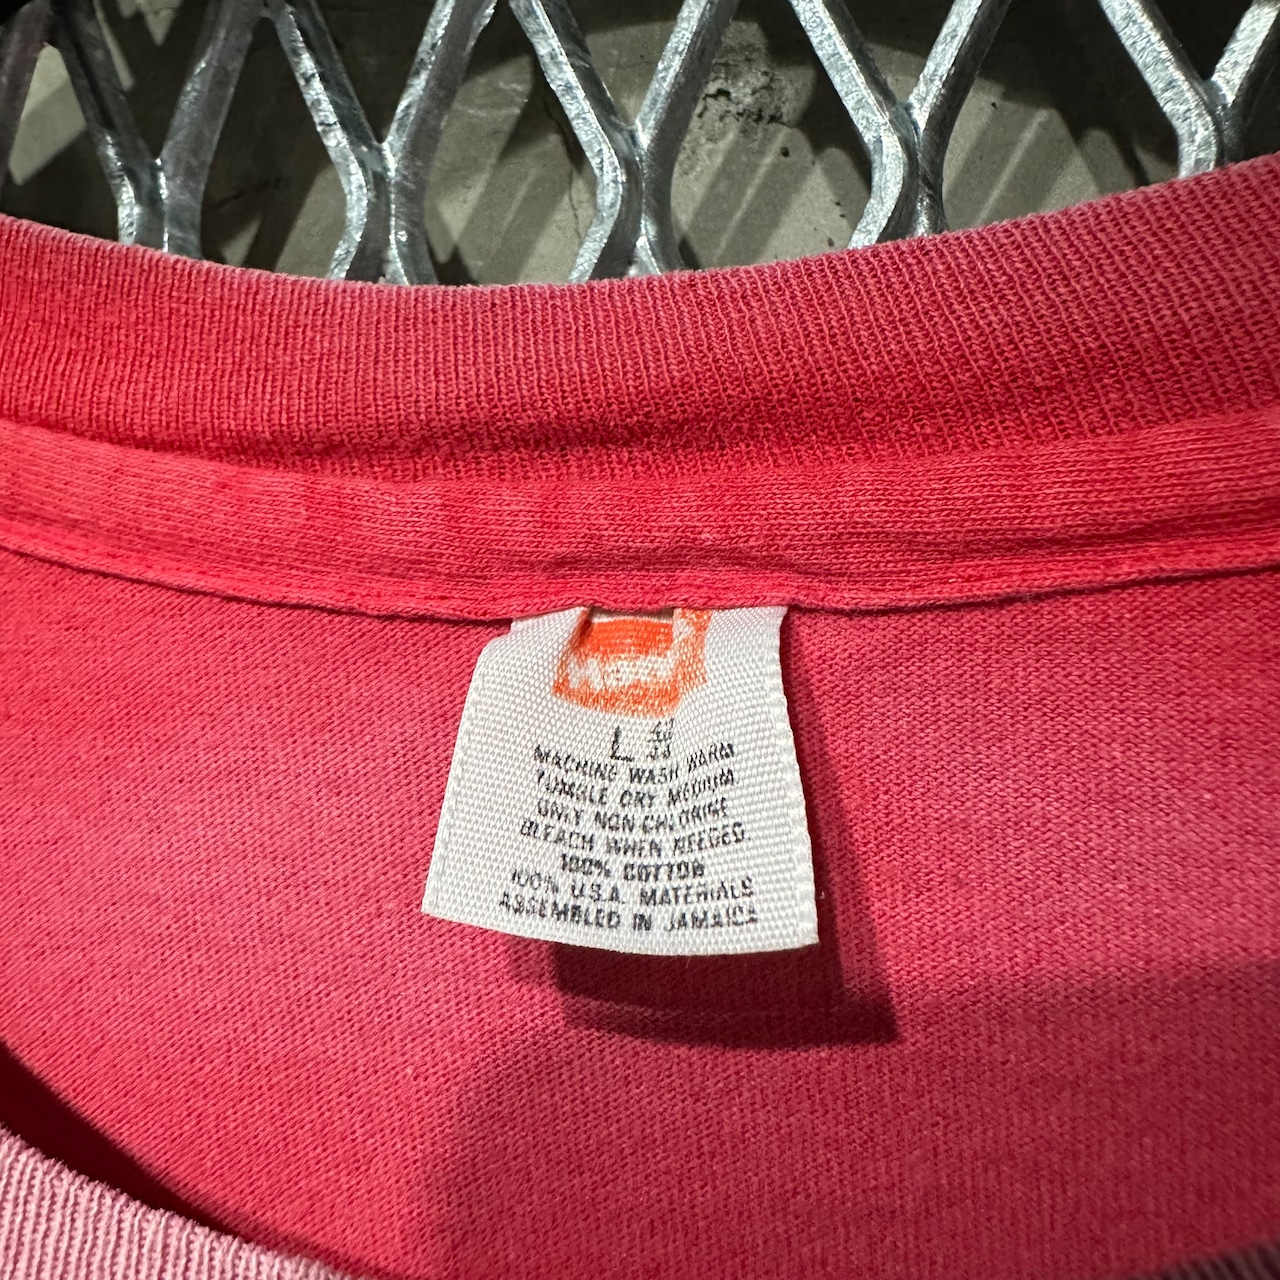 L
MACHINE WASH WARM
TUMBLE DRY MEDIUM
ONLY NON-CHLORINE
BLEACH WHEN NEEDED
100% COTTON
100% U.S.A. MATERIALS
ASSEMBLED IN JAMAICA